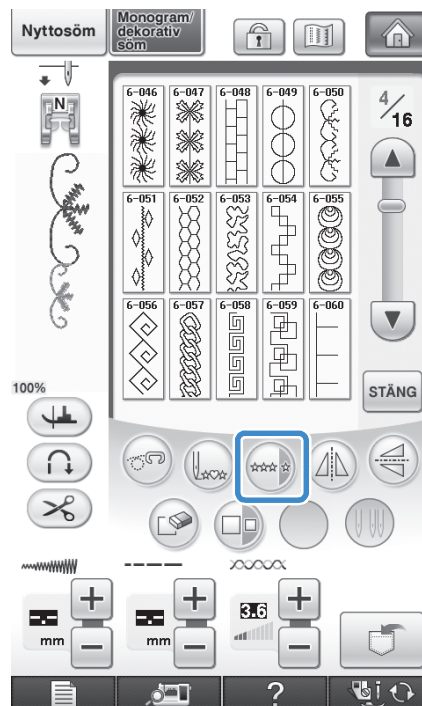 Nyttosöm
Monogram/
dekorativ
söm
N
6-046 6-047 6-048 6-049 6-050
4/16
6-051 6-052 6-053 6-054 6-055
6-056 6-057 6-058 6-059 6-060
100%
STÄNG
3.6
mm mm
?